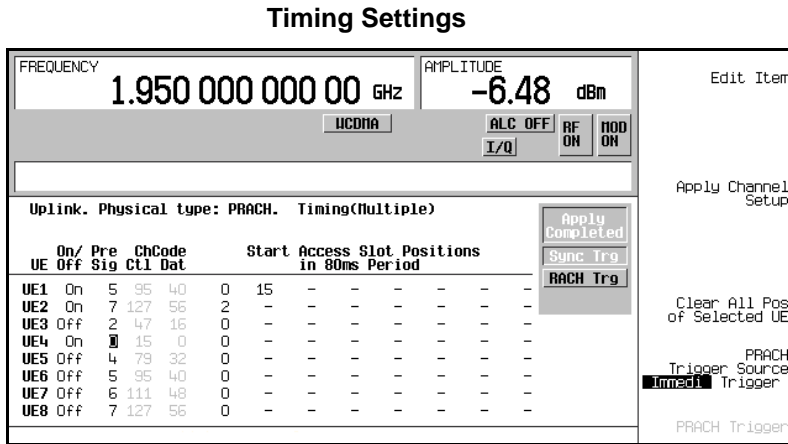 Timing Settings
FREQUENCY
1.950 000 000 00 GHz
AMPLITUDE
-6.48 dBm
WCDMA
ALC OFF
I/Q
RF ON
MOD ON
Uplink. Physical type: PRACH. Timing(Multiple)
Apply
Completed
Sync Trg
RACH Trg
On/ Pre ChCode Start Access Slot Positions
UE Off Sig Ctl Dat in 80ms Period
UE1 On 5 95 40 0 15 - - - - - -
UE2 On 7 127 56 2 - - - - - - -
UE3 Off 2 47 16 0 - - - - - - -
UE4 On 0 15 0 0 - - - - - - -
UE5 Off 4 79 32 0 - - - - - - -
UE6 Off 5 95 40 0 - - - - - - -
UE7 Off 6 111 48 0 - - - - - - -
UE8 Off 7 127 56 0 - - - - - - -
Edit Item
Apply Channel
Setup
Clear All Pos
of Selected UE
PRACH
Trigger Source
Immedi Trigger
PRACH Trigger